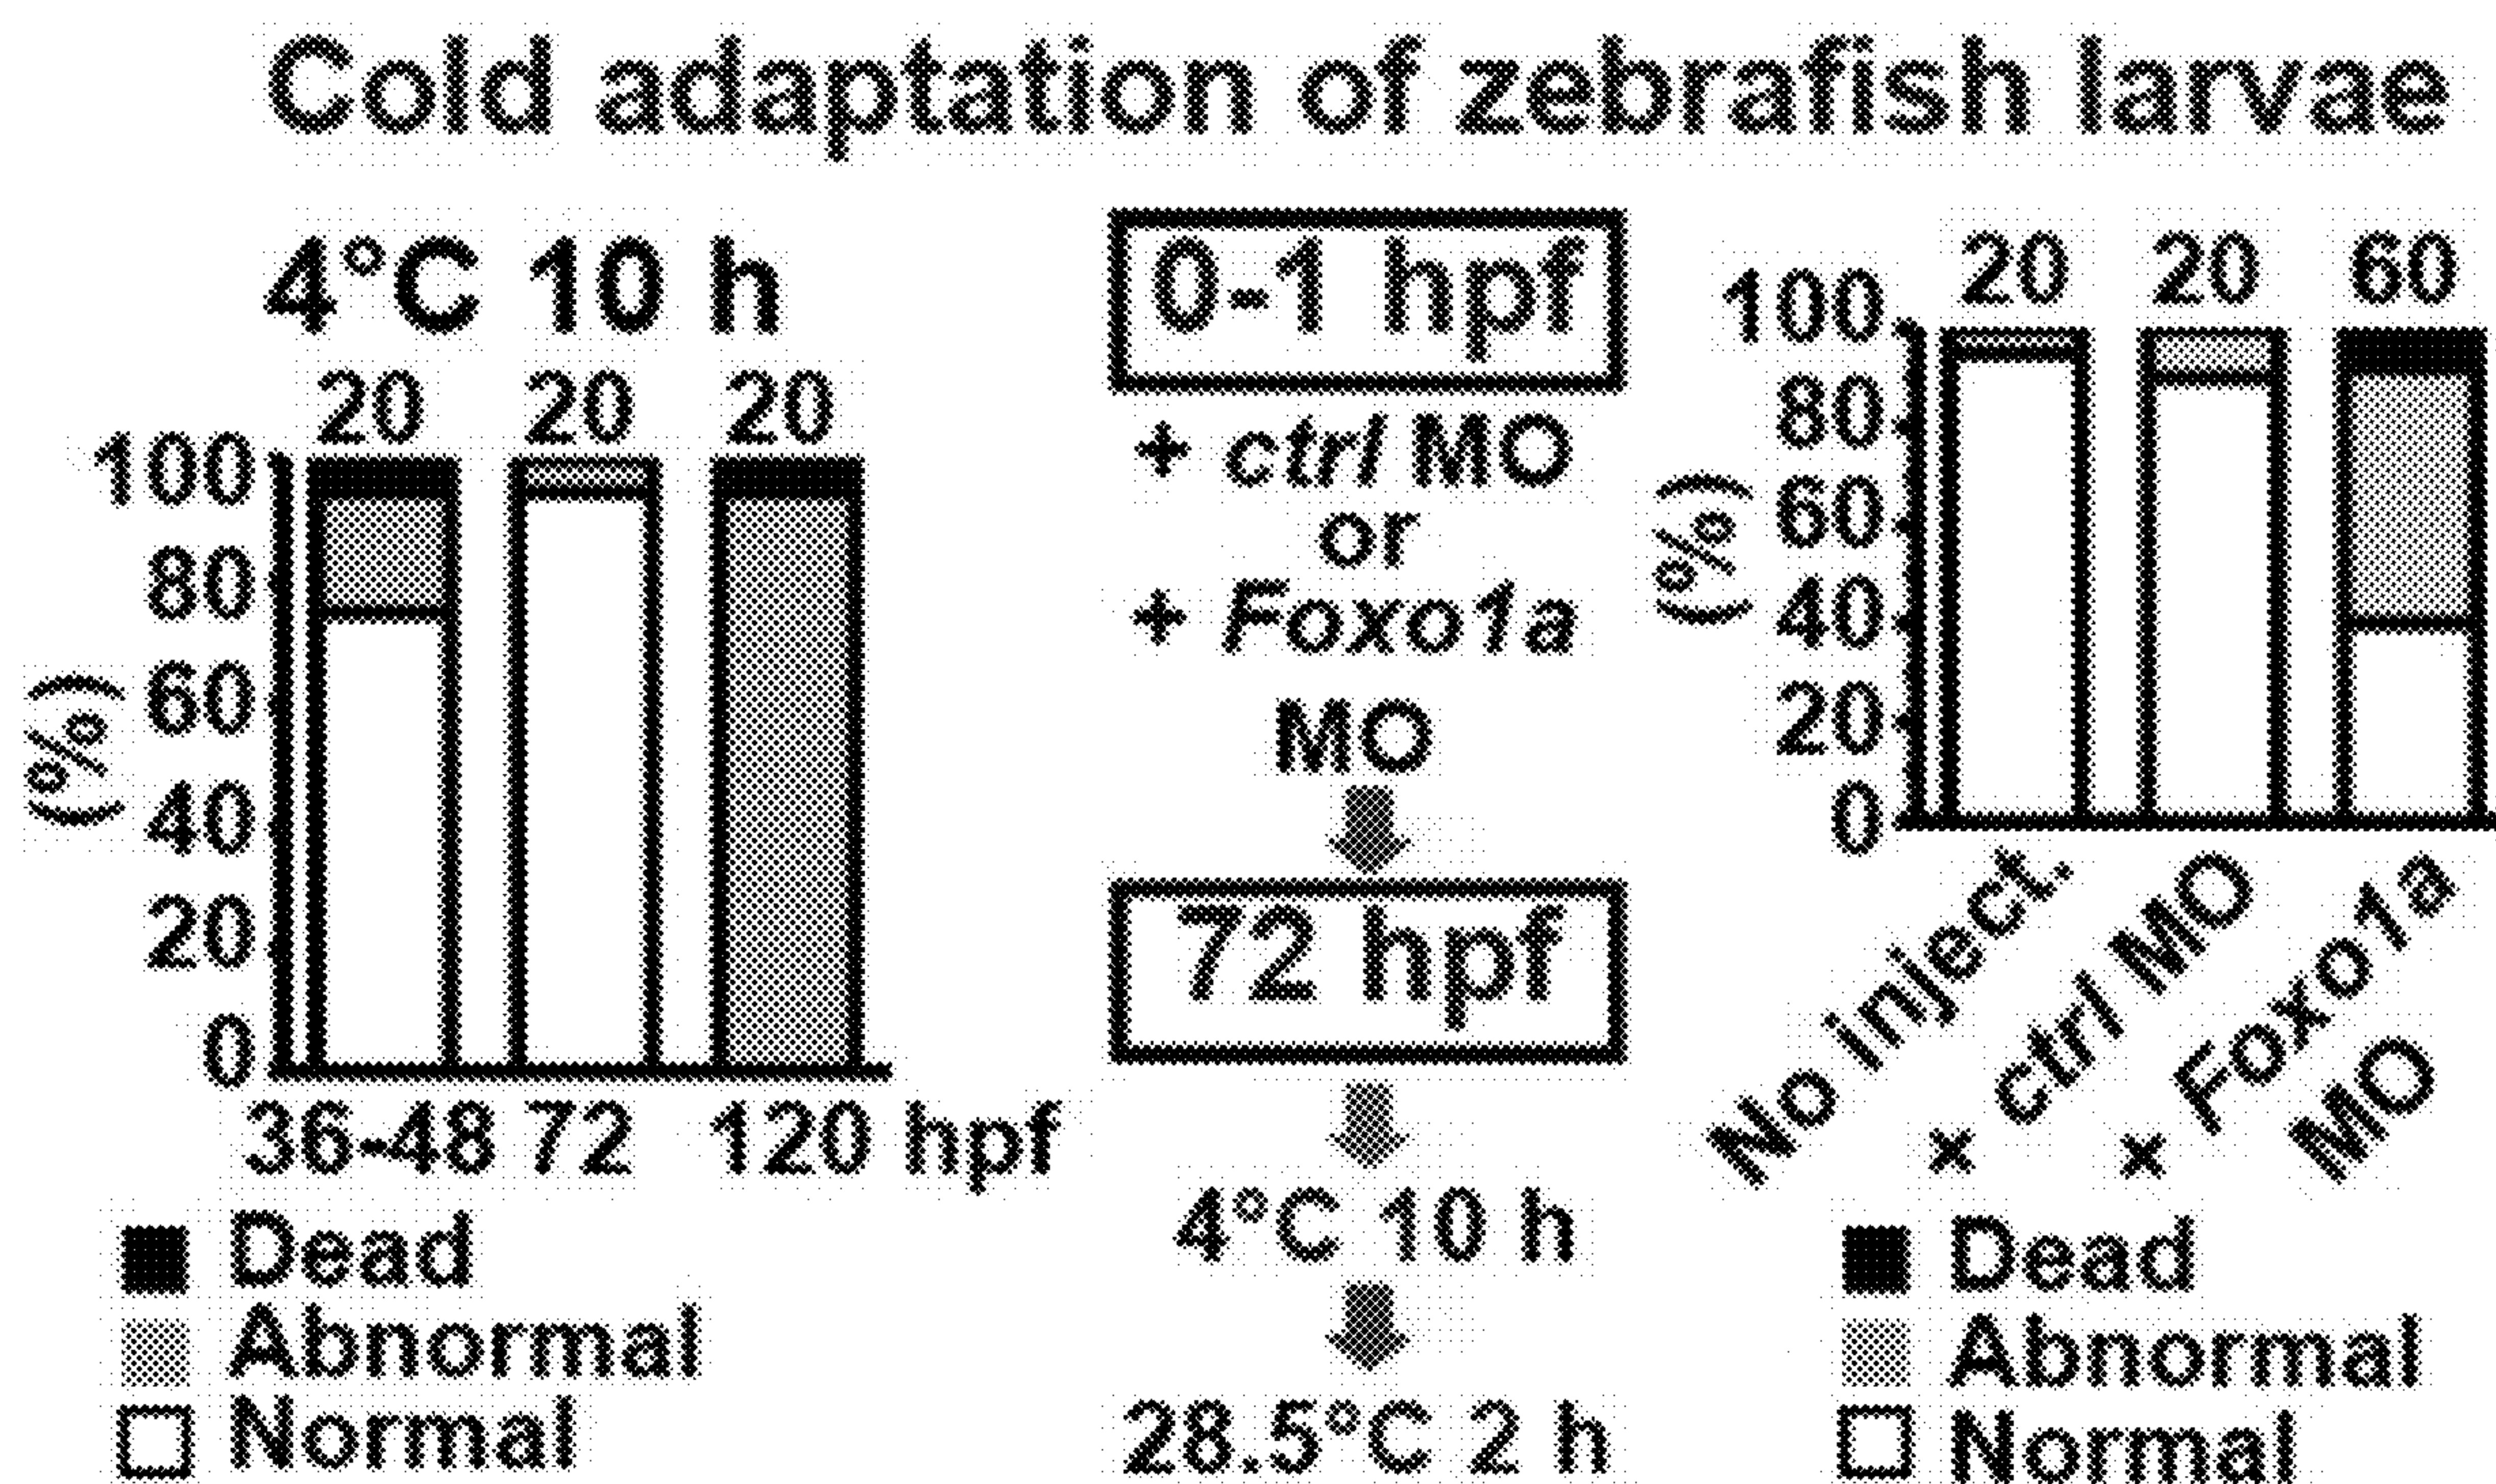 Cold adaptation of zebrafish larvae
4°C 10 h
20 20 20
100
80
60
40
20
0
(%)
36-48 72 120 hpf
Dead
Abnormal
Normal
0-1 hpf
+ ctrl MO
or
+ Foxo1a
MO
72 hpf
4°C 10 h
28.5°C 2 h
20 20 60
100
80
60
40
20
0
(%)
No inject.
+ ctrl MO
+ Foxo1a
MO
Dead
Abnormal
Normal